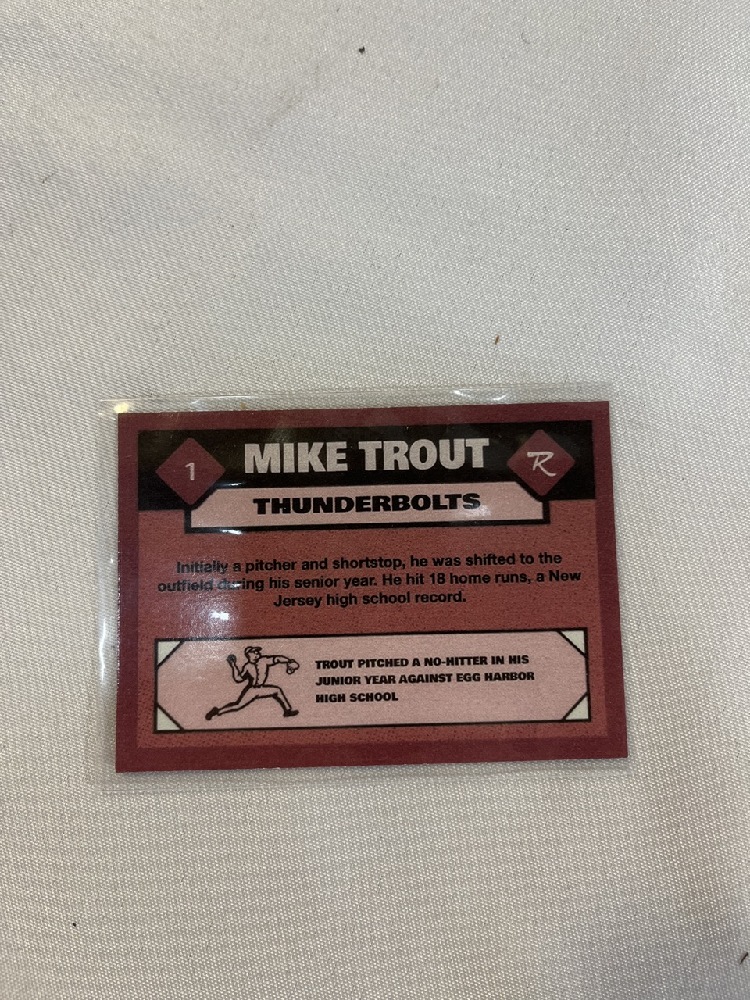 1
MIKE TROUT
R
THUNDERBOLTS
Initially a pitcher and shortstop, he was shifted to the
outfield during his senior year. He hit 18 home runs, a New
Jersey high school record.
TROUT PITCHED A NO-HITTER IN HIS
JUNIOR YEAR AGAINST EGG HARBOR
HIGH SCHOOL